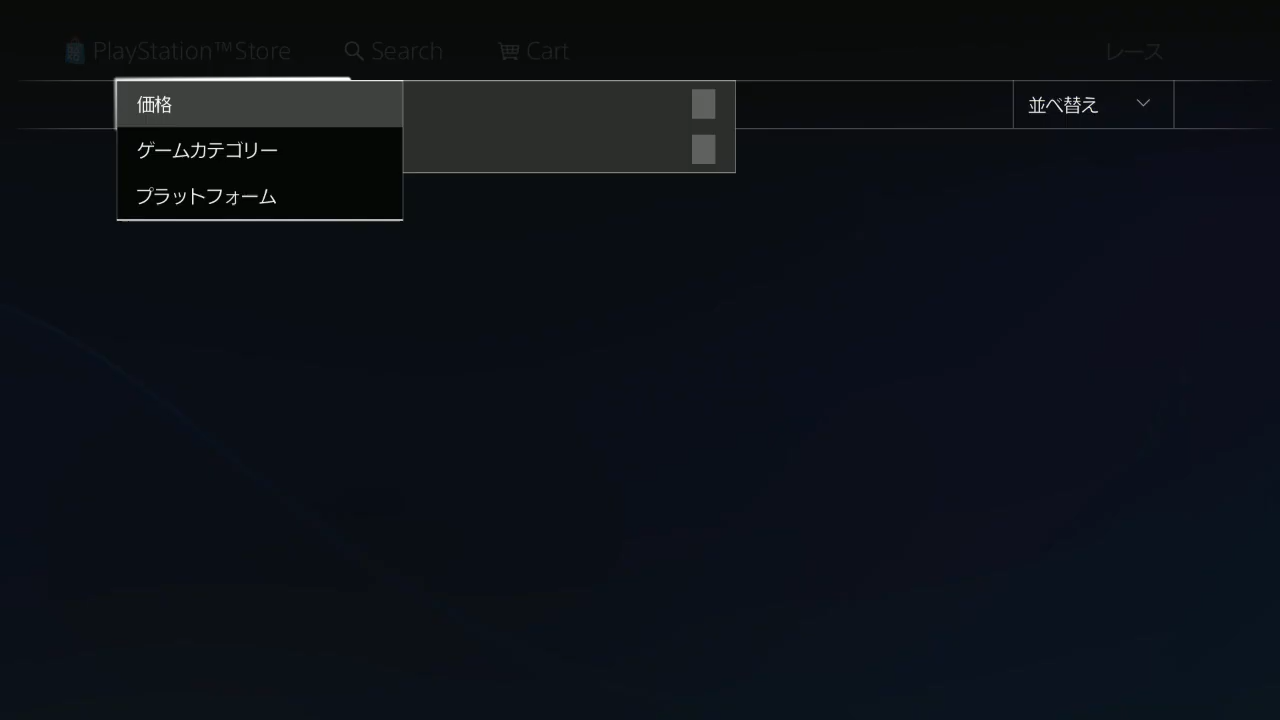 PlayStation™Store
Search
Cart
レース
価格
ゲームカテゴリー
プラットフォーム
並べ替え